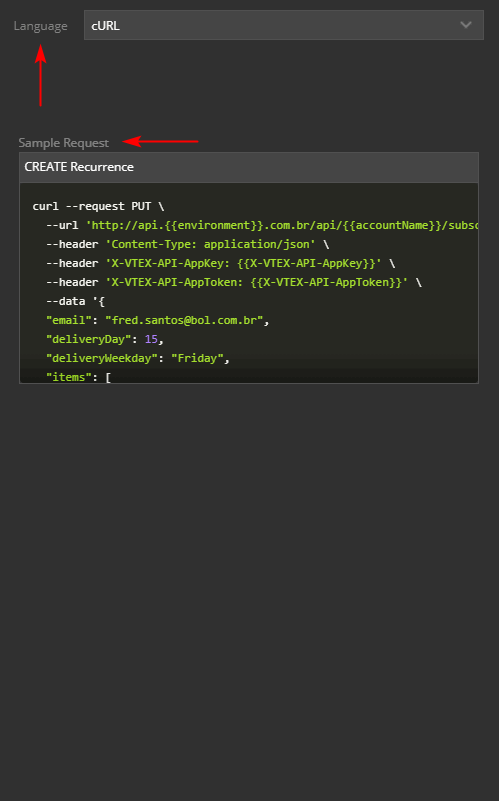 Language
cURL
Sample Request
CREATE Recurrence
curl --request PUT \
--url 'http://api.{{environment}}.com.br/api/{{accountName}}/subsc
--header 'Content-Type: application/json' \
--header 'X-VTEX-API-AppKey: {{X-VTEX-API-AppKey}}' \
--header 'X-VTEX-API-AppToken: {{X-VTEX-API-AppToken}}' \
--data '{
"email": "fred.santos@bol.com.br",
"deliveryDay": 15,
"deliveryWeekday": "Friday",
"items": [